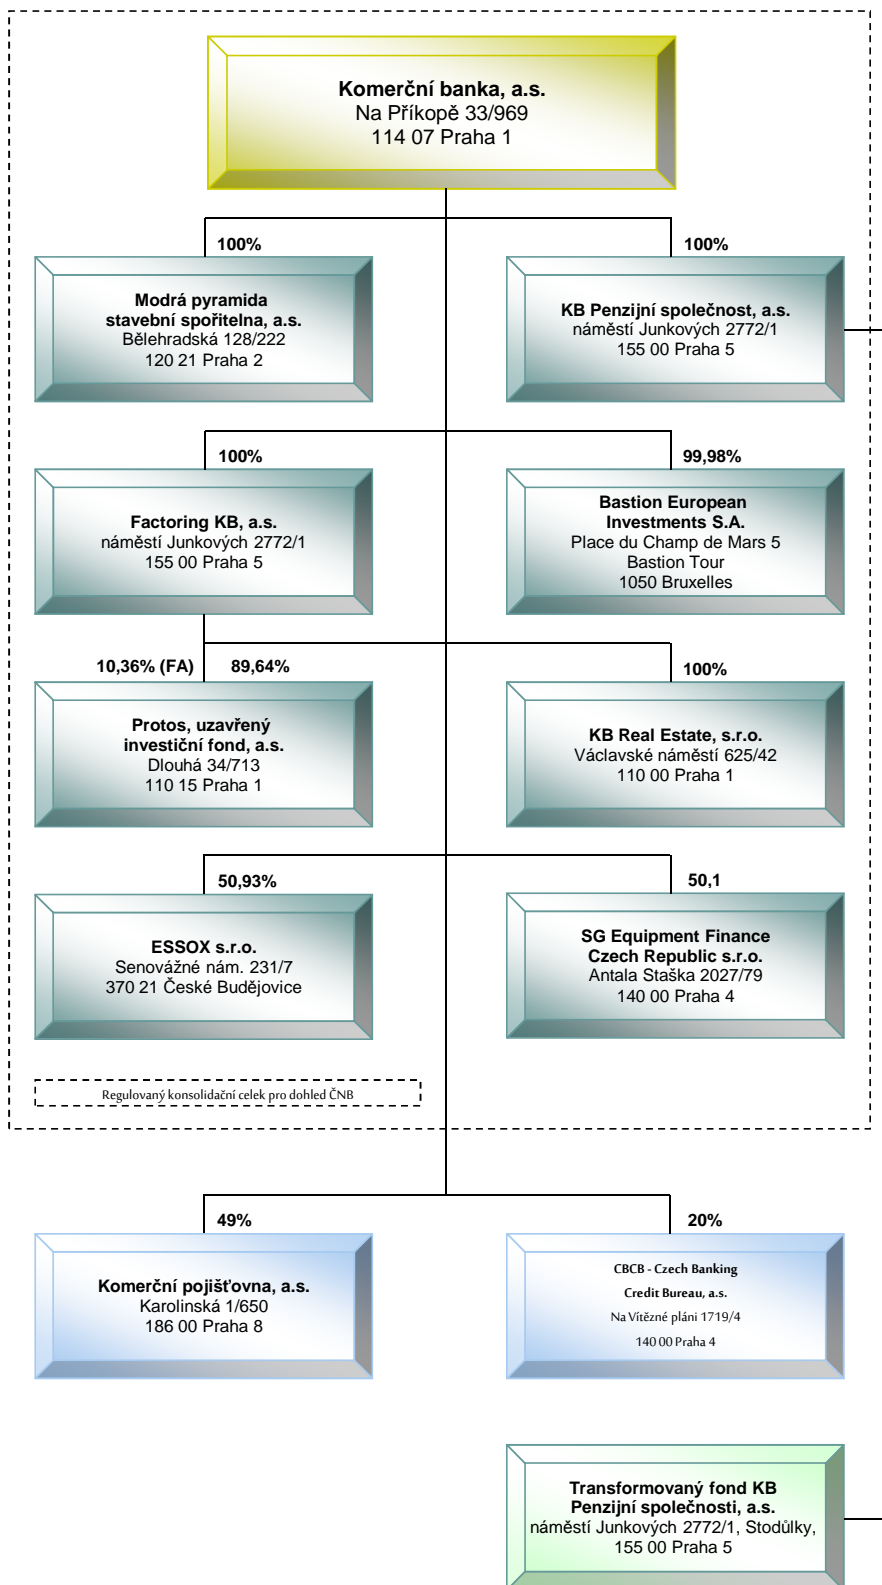 Komerční banka, a.s.
Na Příkopě 33/969
114 07 Praha 1
100%
100%
Modrá pyramida
stavební spořitelna, a.s.
Bělehradská 128/222
120 21 Praha 2
KB Penzijní společnost, a.s.
náměstí Junkových 2772/1
155 00 Praha 5
100%
99,98%
Factoring KB, a.s.
náměstí Junkových 2772/1
155 00 Praha 5
Bastion European
Investments S.A.
Place du Champ de Mars 5
Bastion Tour
1050 Bruxelles
10,36% (FA) 89,64%
100%
Protos, uzavřený
investiční fond, a.s.
Dlouhá 34/713
110 15 Praha 1
KB Real Estate, s.r.o.
Václavské náměstí 625/42
110 00 Praha 1
50,93%
50,1
ESSOX s.r.o.
Senovážné nám. 231/7
370 21 České Budějovice
SG Equipment Finance
Czech Republic s.r.o.
Antala Staška 2027/79
140 00 Praha 4
Regulovaný konsolidační celek pro dohled ČNB
49%
20%
Komerční pojišťovna, a.s.
Karolinská 1/650
186 00 Praha 8
CBCB - Czech Banking
Credit Bureau, a.s.
Na Vítězné pláni 1719/4
140 00 Praha 4
Transformovaný fond KB
Penzijní společnosti, a.s.
náměstí Junkových 2772/1, Stodůlky,
155 00 Praha 5